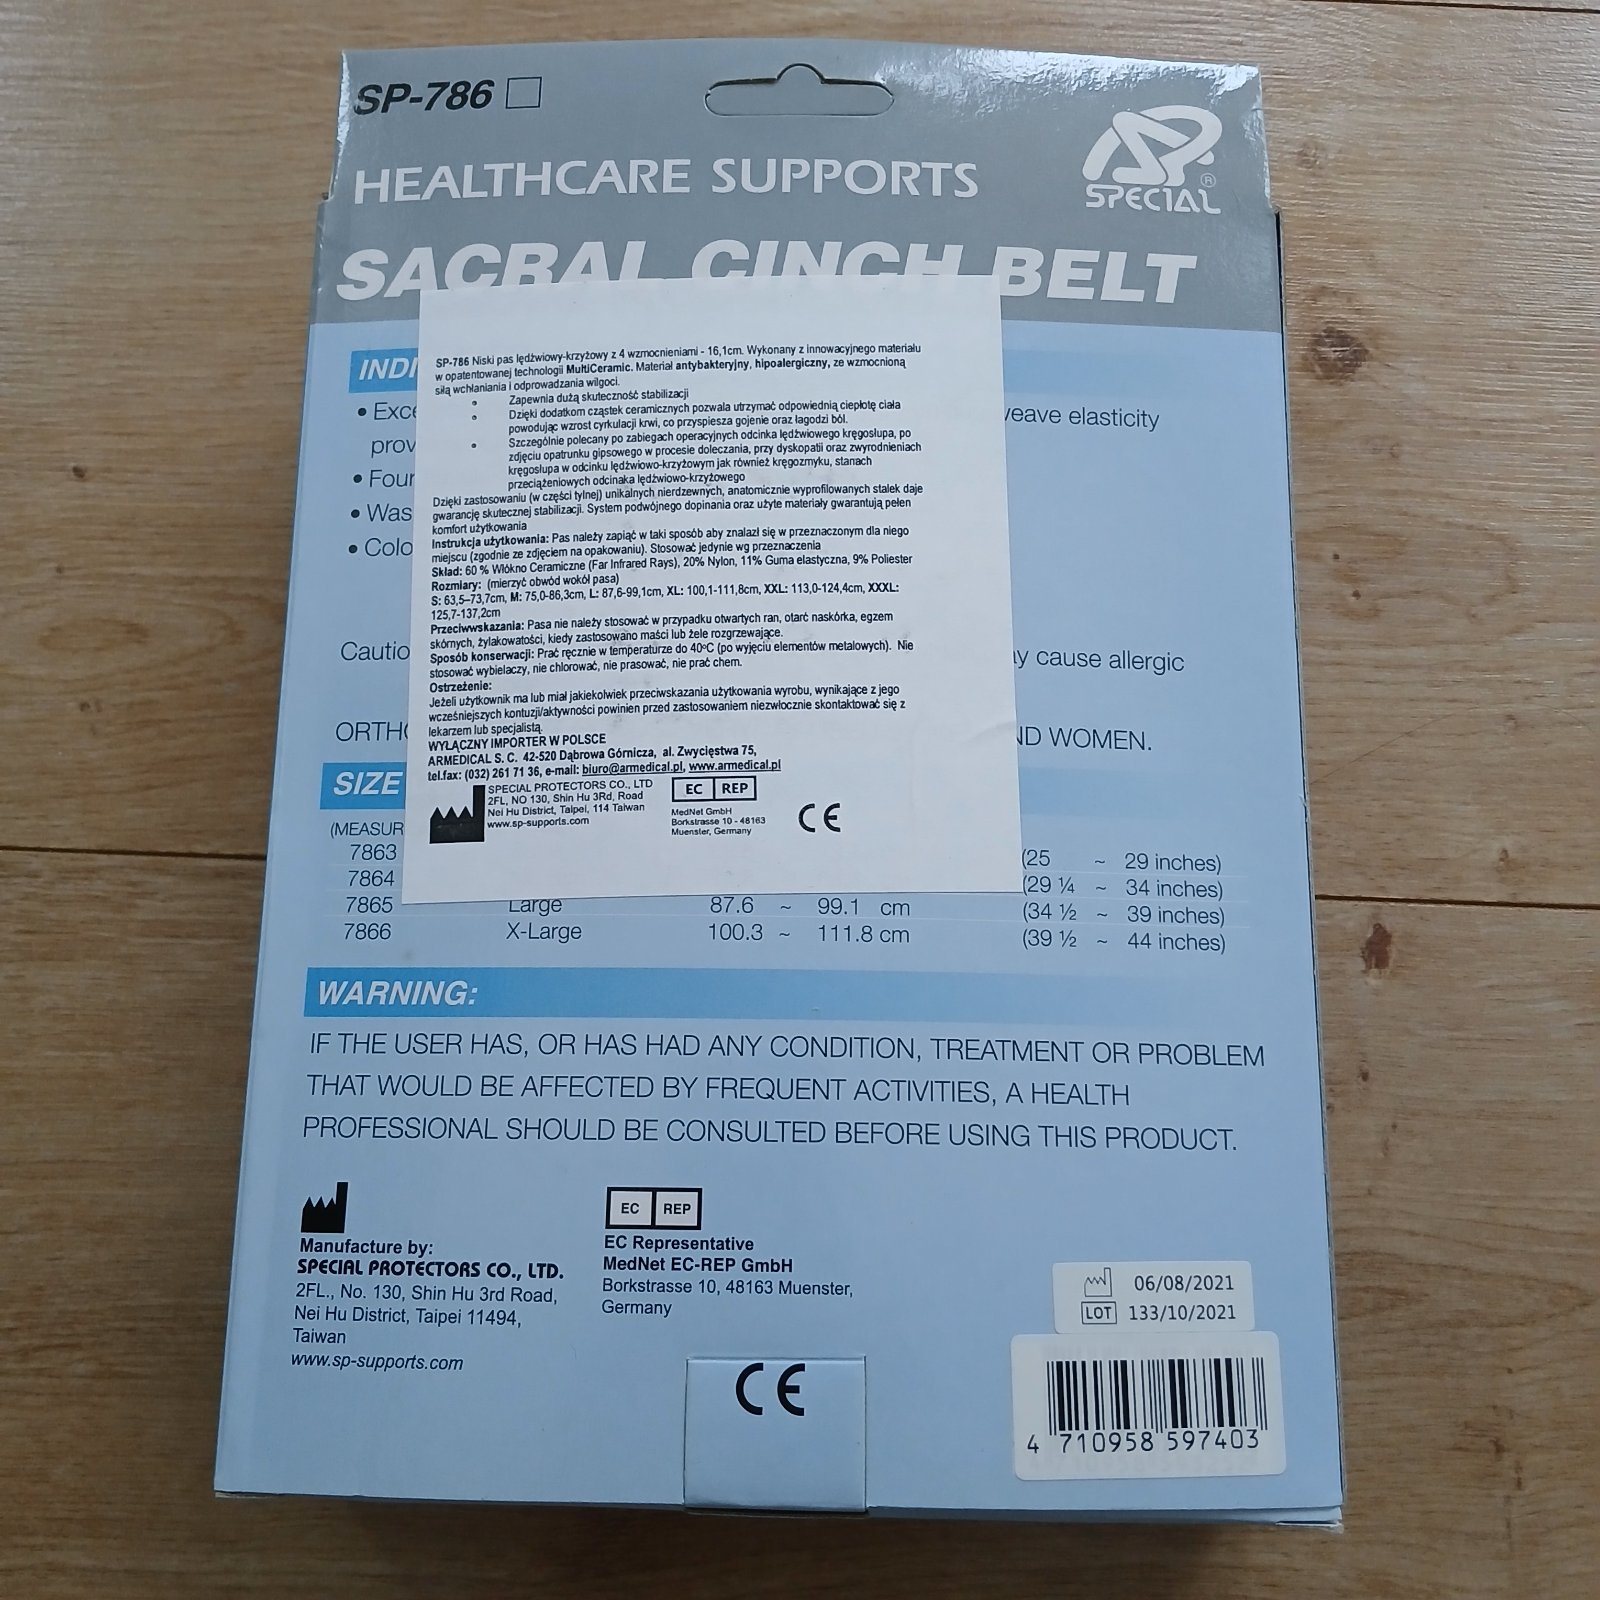 SP-786
HEALTHCARE SUPPORTS
SPECIAL®
SACRAL CINCH BELT
SP-786 Niski pas lędźwiowy-krzyżowy z 4 wzmocnieniami - 16,1cm. Wykonany z innowacyjnego materiału
w opatentowanej technologii MultiCeramic. Materiał antybakteryjny, hipoalergiczny, ze wzmocnioną
siłą wchłaniania i odprowadzania wilgoci.
• Zapewnia dużą skuteczność stabilizacji
• Dzięki dodatkom cząstek ceramicznych pozwala utrzymać odpowiednią ciepłotę ciała
powodując wzrost cyrkulacji krwi, co przyspiesza gojenie oraz łagodzi ból.
• Szczególnie polecany po zabiegach operacyjnych odcinka lędźwiowego kręgosłupa, po
zdjęciu opatrunku gipsowego w procesie doleczania, przy dyskopatii oraz zwyrodnieniach
kręgosłupa w odcinku lędźwiowo-krzyżowym jak również kręgozmyku, stanach
przeciążeniowych odcinaka lędźwiowo-krzyżowego
Dzięki zastosowaniu (w części tylnej) unikalnych nierdzewnych, anatomicznie wyprofilowanych stalek daje
gwarancję skutecznej stabilizacji. System podwójnego dopinania oraz użyte materiały gwarantują pełen
komfort użytkowania
Instrukcja użytkowania: Pas należy zapiąć w taki sposób aby znalazł się w przeznaczonym dla niego
miejscu (zgodnie ze zdjęciem na opakowaniu). Stosować jedynie wg przeznaczenia
Skład: 60 % Włókno Ceramiczne (Far Infrared Rays), 20% Nylon, 11% Guma elastyczna, 9% Poliester
Rozmiary: (mierzyć obwód wokół pasa)
S: 63,5–73,7cm, M: 75,0-86,3cm, L: 87,6-99,1cm, XL: 100,1-111,8cm, XXL: 113,0-124,4cm, XXXL:
125,7-137,2cm
Przeciwwskazania: Pasa nie należy stosować w przypadku otwartych ran, otarć naskórka, egzem
skórnych, żylakowatości, kiedy zastosowano maści lub żele rozgrzewające.
Sposób konserwacji: Prać ręcznie w temperaturze do 40°C (po wyjęciu elementów metalowych). Nie
stosować wybielaczy, nie chlorować, nie prasować, nie prać chem.
Ostrzeżenie:
Jeżeli użytkownik ma lub miał jakiekolwiek przeciwskazania użytkowania wyrobu, wynikające z jego
wcześniejszych kontuzji/aktywności powinien przed zastosowaniem niezwłocznie skontaktować się z
lekarzem lub specjalistą.
WYŁĄCZNY IMPORTER W POLSCE
ARMEDICAL S. C. 42-520 Dąbrowa Górnicza, al. Zwycięstwa 75,
tel.fax: (032) 261 71 36, e-mail: biuro@armedical.pl, www.armedical.pl
SPECIAL PROTECTORS CO., LTD
2FL, NO 130, Shin Hu 3Rd, Road
Nei Hu District, Taipei, 114 Taiwan
www.sp-supports.com
EC REP
MedNet GmbH
Borkstrasse 10 - 48163
Muenster, Germany
CE
INDI
• Exce
weave elasticity
prov
• Four
• Was
• Colo
Cautio
ay cause allergic
ORTHO
ND WOMEN.
SIZE
(MEASUR
7863 (25 ~ 29 inches)
7864 (29 ¼ ~ 34 inches)
7865 Large 87.6 ~ 99.1 cm (34 ½ ~ 39 inches)
7866 X-Large 100.3 ~ 111.8 cm (39 ½ ~ 44 inches)
WARNING:
IF THE USER HAS, OR HAS HAD ANY CONDITION, TREATMENT OR PROBLEM
THAT WOULD BE AFFECTED BY FREQUENT ACTIVITIES, A HEALTH
PROFESSIONAL SHOULD BE CONSULTED BEFORE USING THIS PRODUCT.
Manufacture by:
SPECIAL PROTECTORS CO., LTD.
2FL., No. 130, Shin Hu 3rd Road,
Nei Hu District, Taipei 11494,
Taiwan
www.sp-supports.com
EC REP
EC Representative
MedNet EC-REP GmbH
Borkstrasse 10, 48163 Muenster,
Germany
CE
06/08/2021
LOT 133/10/2021
4 710958 597403